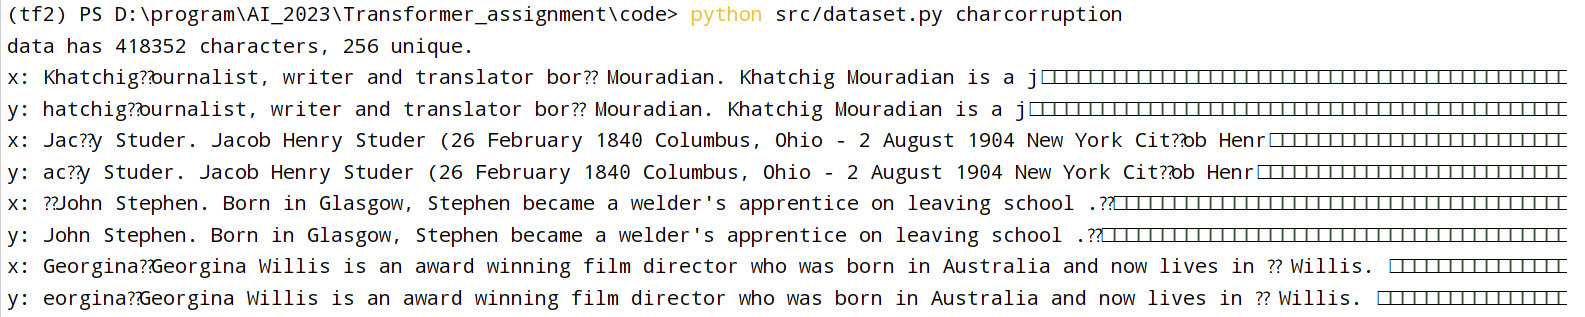 (tf2) PS D:\program\AI_2023\Transformer_assignment\code> python src/dataset.py charcorruption
data has 418352 characters, 256 unique.
x: Khatchig⁇ournalist, writer and translator bor⁇ Mouradian. Khatchig Mouradian is a j□□□□□□□□□□□□□□□□□□□□□□□□□□□□□□□□□□□□□□□□□□□□
y: hatchig⁇ournalist, writer and translator bor⁇ Mouradian. Khatchig Mouradian is a j□□□□□□□□□□□□□□□□□□□□□□□□□□□□□□□□□□□□□□□□□□□□□
x: Jac⁇y Studer. Jacob Henry Studer (26 February 1840 Columbus, Ohio - 2 August 1904 New York Cit⁇ob Henr□□□□□□□□□□□□□□□□□□□□□□□□□
y: ac⁇y Studer. Jacob Henry Studer (26 February 1840 Columbus, Ohio - 2 August 1904 New York Cit⁇ob Henr□□□□□□□□□□□□□□□□□□□□□□□□□□
x: ⁇John Stephen. Born in Glasgow, Stephen became a welder's apprentice on leaving school .⁇□□□□□□□□□□□□□□□□□□□□□□□□□□□□□□□□□□□□□□
y: John Stephen. Born in Glasgow, Stephen became a welder's apprentice on leaving school .⁇□□□□□□□□□□□□□□□□□□□□□□□□□□□□□□□□□□□□□□□
x: Georgina⁇Georgina Willis is an award winning film director who was born in Australia and now lives in ⁇ Willis. □□□□□□□□□□□□□□□
y: eorgina⁇Georgina Willis is an award winning film director who was born in Australia and now lives in ⁇ Willis. □□□□□□□□□□□□□□□□